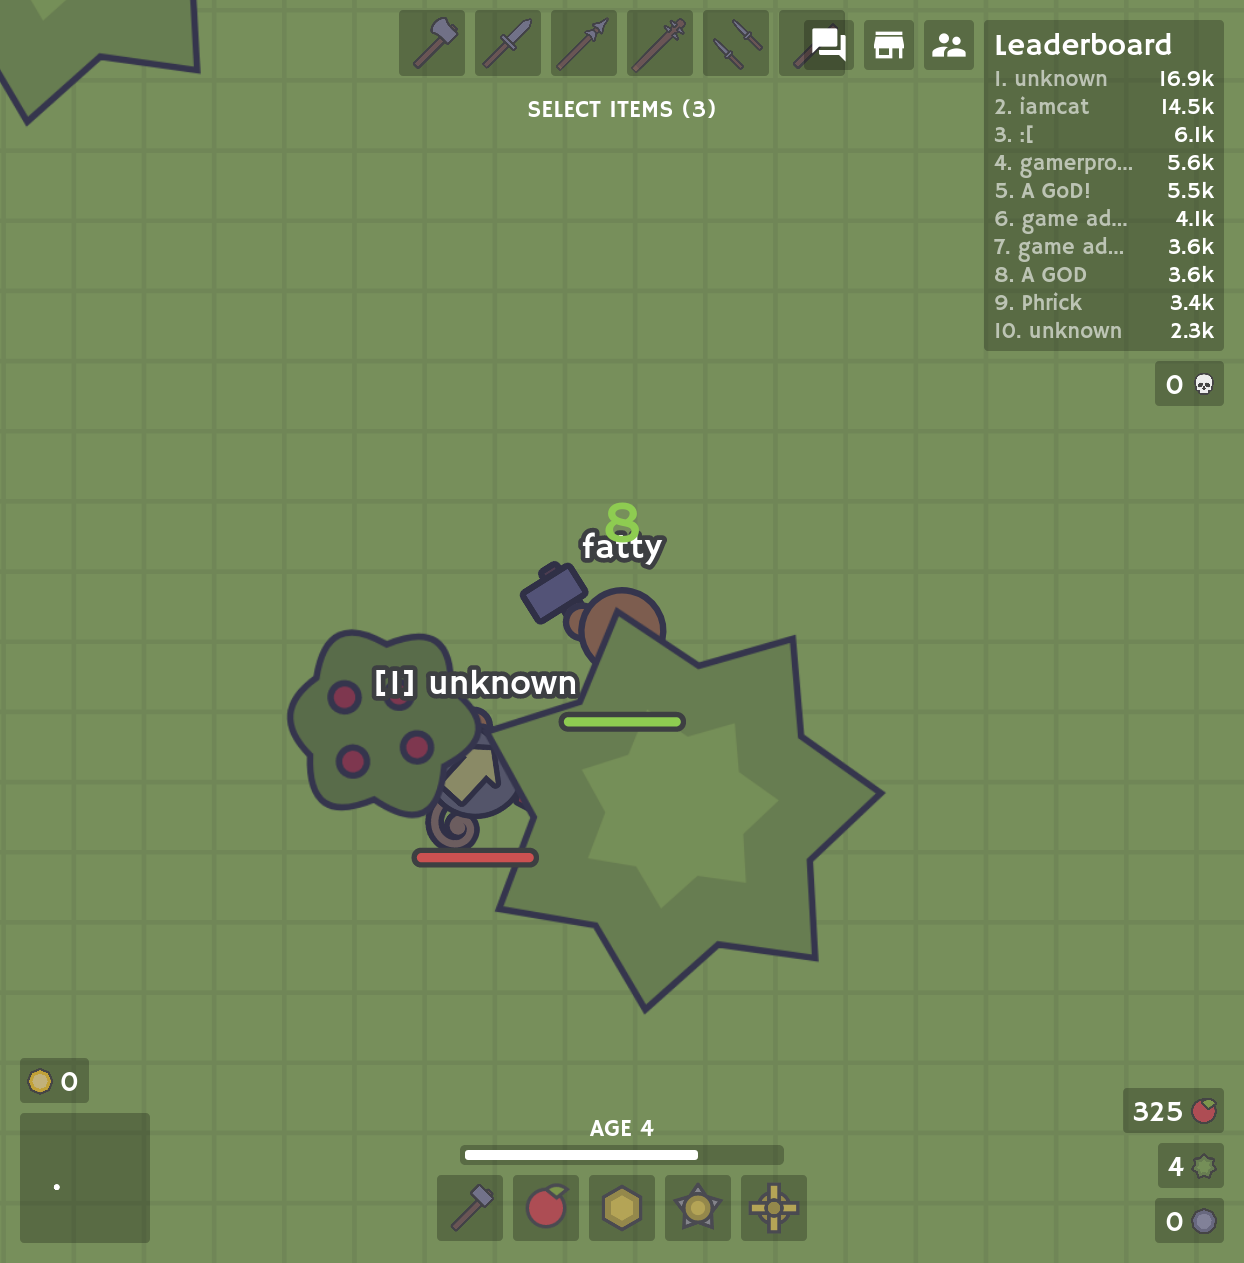 SELECT ITEMS (3)
Leaderboard
1. unknown 16.9k
2. iamcat 14.5k
3. :[ 6.1k
4. gamerpro... 5.6k
5. A GoD! 5.5k
6. game ad... 4.1k
7. game ad... 3.6k
8. A GOD 3.6k
9. Phrick 3.4k
10. unknown 2.3k
0
8
fatty
[I] unknown
0
325
AGE 4
4
0